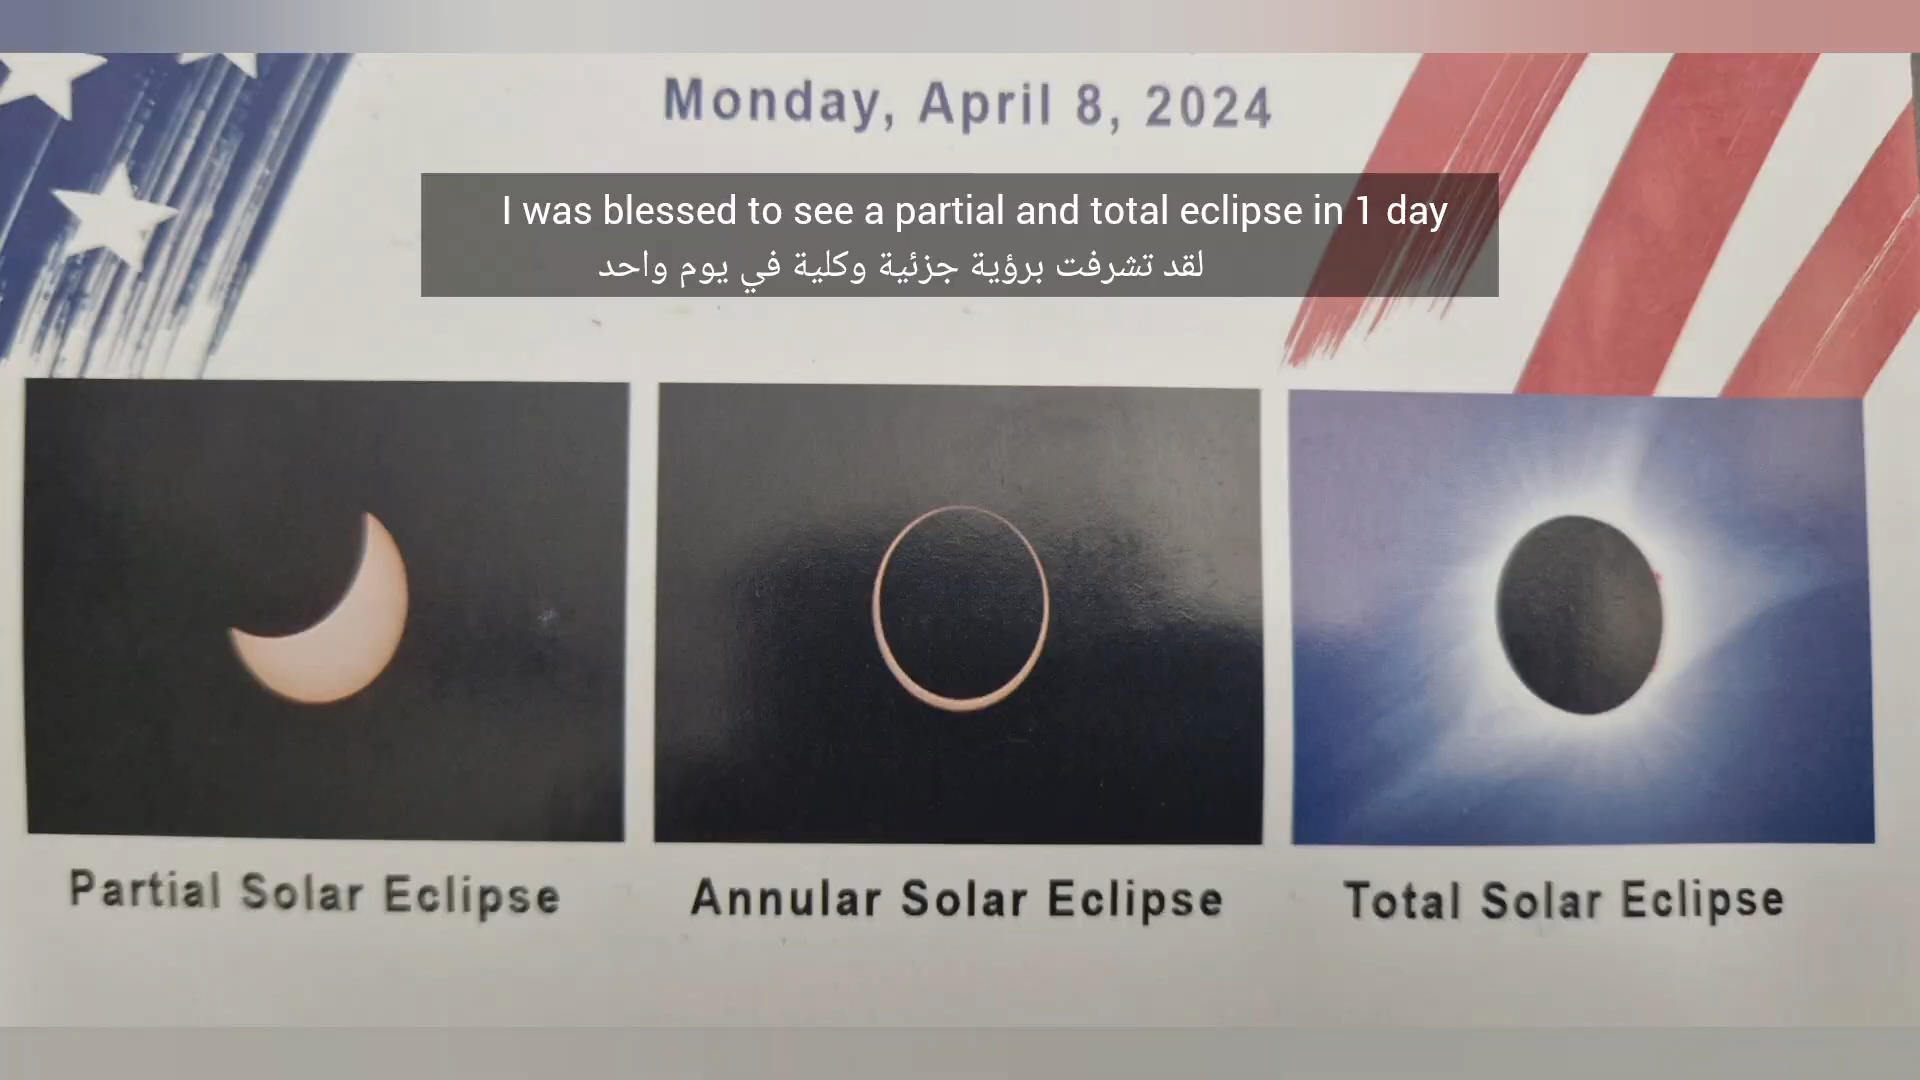 Monday, April 8, 2024
I was blessed to see a partial and total eclipse in 1 day
لقد تشرفت برؤية جزئية وكلية في يوم واحد
Partial Solar Eclipse
Annular Solar Eclipse
Total Solar Eclipse